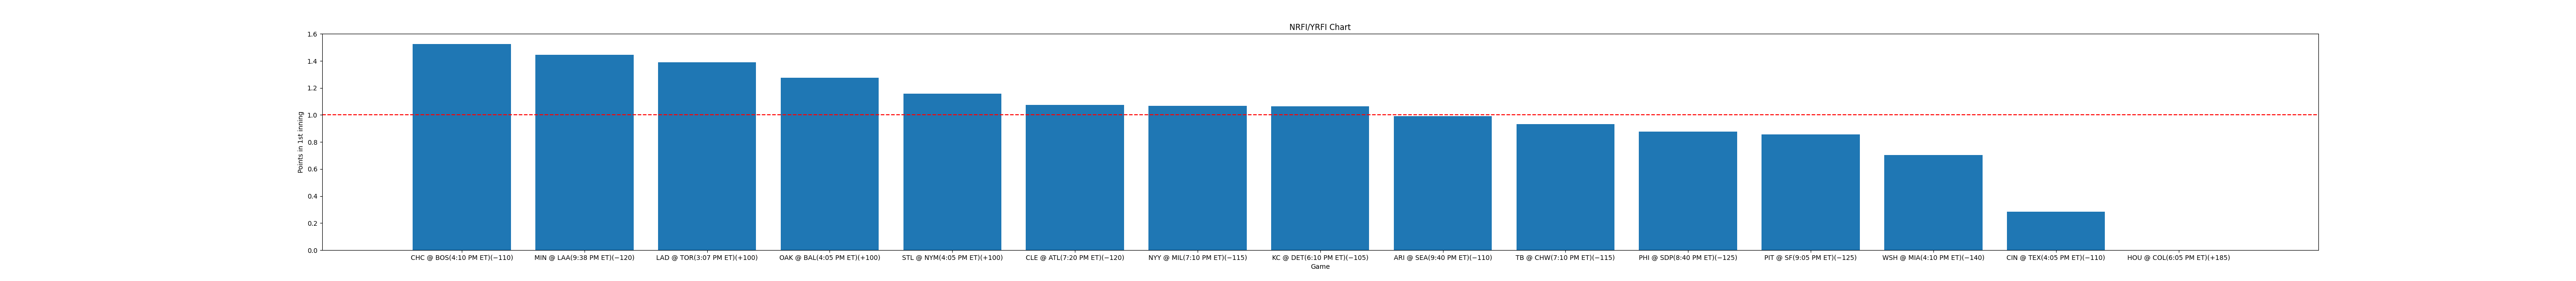 NRFI/YRFI Chart
1.6
1.4
1.2
1.0
0.8
0.6
0.4
0.2
0.0
Points in 1st inning
CHC @ BOS(4:10 PM ET)(−110) MIN @ LAA(9:38 PM ET)(−120) LAD @ TOR(3:07 PM ET)(+100) OAK @ BAL(4:05 PM ET)(+100) STL @ NYM(4:05 PM ET)(+100) CLE @ ATL(7:20 PM ET)(−120) NYY @ MIL(7:10 PM ET)(−115) KC @ DET(6:10 PM ET)(−105) ARI @ SEA(9:40 PM ET)(−110) TB @ CHW(7:10 PM ET)(−115) PHI @ SDP(8:40 PM ET)(−125) PIT @ SF(9:05 PM ET)(−125) WSH @ MIA(4:10 PM ET)(−140) CIN @ TEX(4:05 PM ET)(−110) HOU @ COL(6:05 PM ET)(+185)
Game